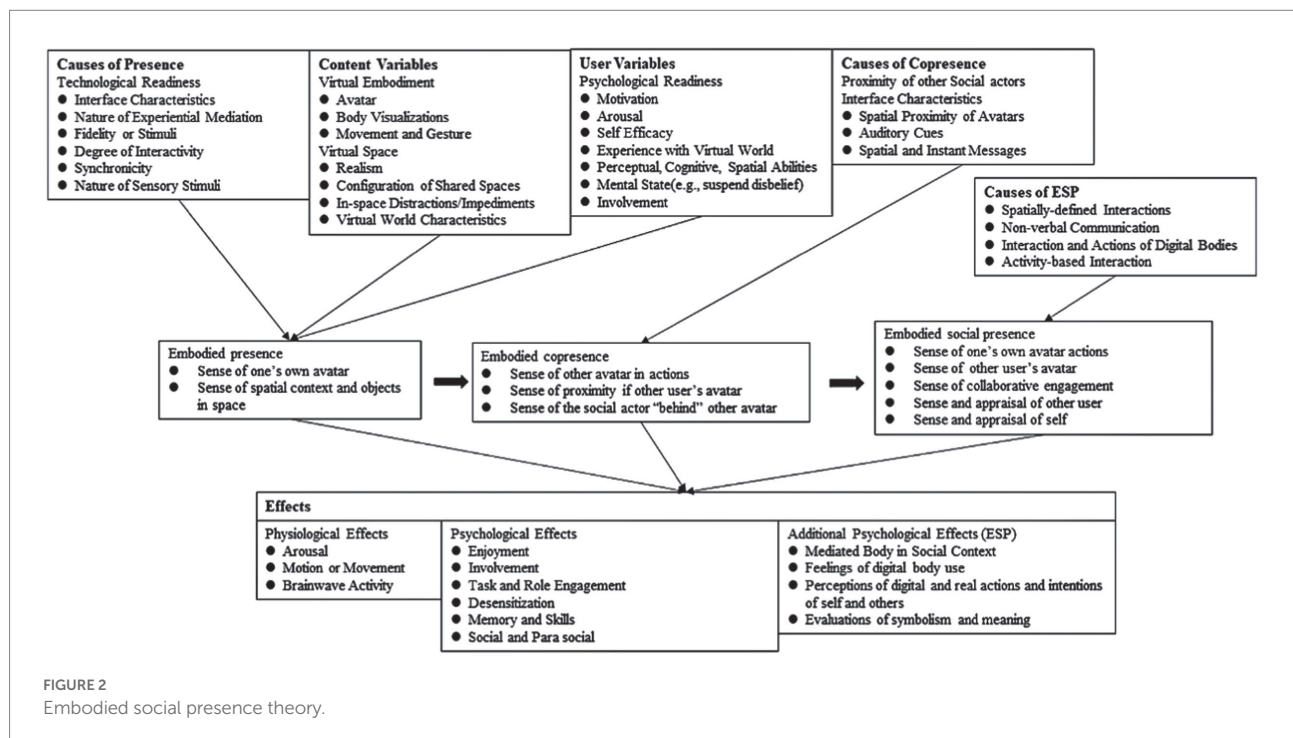 Causes of Presence
Technological Readiness
● Interface Characteristics
● Nature of Experiential Mediation
● Fidelity or Stimuli
● Degree of Interactivity
● Synchronicity
● Nature of Sensory Stimuli
Content Variables
Virtual Embodiment
● Avatar
● Body Visualizations
● Movement and Gesture
Virtual Space
● Realism
● Configuration of Shared Spaces
● In-space Distractions/Impediments
● Virtual World Characteristics
User Variables
Psychological Readiness
● Motivation
● Arousal
● Self Efficacy
● Experience with Virtual World
● Perceptual, Cognitive, Spatial Abilities
● Mental State(e.g., suspend disbelief)
● Involvement
Causes of Copresence
Proximity of other Social actors
Interface Characteristics
● Spatial Proximity of Avatars
● Auditory Cues
● Spatial and Instant Messages
Causes of ESP
● Spatially-defined Interactions
● Non-verbal Communication
● Interaction and Actions of Digital Bodies
● Activity-based Interaction
Embodied presence
● Sense of one's own avatar
● Sense of spatial context and objects
in space
Embodied copresence
● Sense of other avatar in actions
● Sense of proximity if other user's avatar
● Sense of the social actor "behind" other avatar
Embodied social presence
● Sense of one's own avatar actions
● Sense of other user's avatar
● Sense of collaborative engagement
● Sense and appraisal of other user
● Sense and appraisal of self
Effects
Physiological Effects
● Arousal
● Motion or Movement
● Brainwave Activity
Psychological Effects
● Enjoyment
● Involvement
● Task and Role Engagement
● Desensitization
● Memory and Skills
● Social and Para social
Additional Psychological Effects (ESP)
● Mediated Body in Social Context
● Feelings of digital body use
● Perceptions of digital and real actions and intentions
of self and others
● Evaluations of symbolism and meaning
FIGURE 2
Embodied social presence theory.